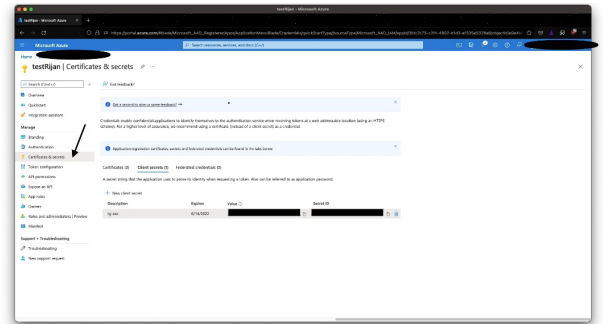 testRijan - Microsoft Azure
testRijan - Microsoft Azure
Microsoft Azure
Search resources, services, and docs (G+/)
Home
testRijan | Certificates & secrets
Search (Cmd+/)
Got feedback?
Overview
Quickstart
Integration assistant
Manage
Branding
Authentication
Certificates & secrets
Token configuration
API permissions
Expose an API
App roles
Owners
Roles and administrators | Preview
Manifest
Support + Troubleshooting
Troubleshooting
New support request
Got a second to give us some feedback?
Credentials enable confidential applications to identify themselves to the authentication service when receiving tokens at a web addressable location (using an HTTPS
scheme). For a higher level of assurance, we recommend using a certificate (instead of a client secret) as a credential.
Application registration certificates, secrets and federated credentials can be found in the tabs below.
Certificates (0) Client secrets (1) Federated credentials (0)
A secret string that the application uses to prove its identity when requesting a token. Also can be referred to as application password.
New client secret
Description Expires Value Secret ID